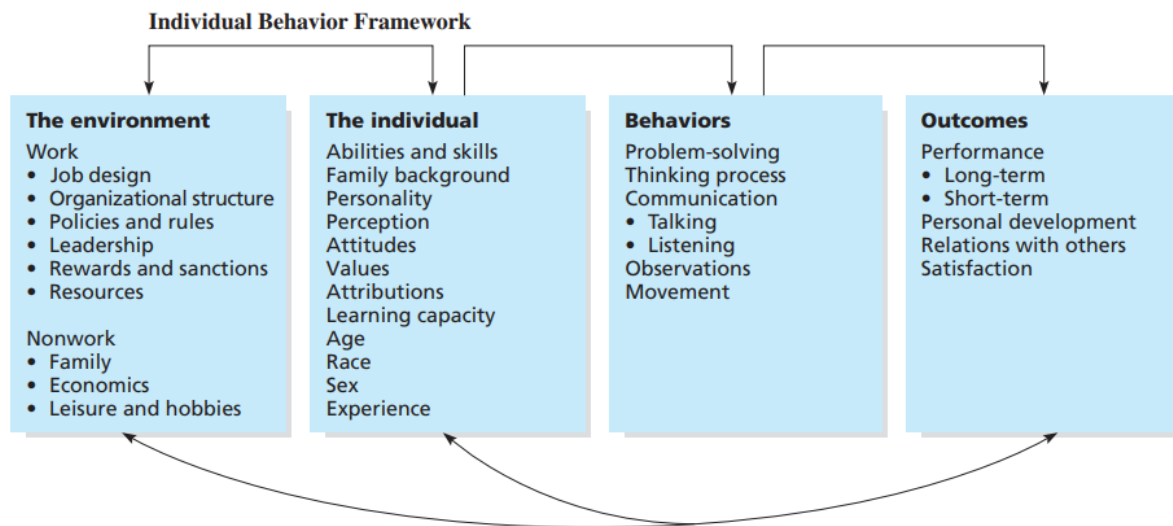 Individual Behavior Framework
The environment
Work
• Job design
• Organizational structure
• Policies and rules
• Leadership
• Rewards and sanctions
• Resources
Nonwork
• Family
• Economics
• Leisure and hobbies
The individual
Abilities and skills
Family background
Personality
Perception
Attitudes
Values
Attributions
Learning capacity
Age
Race
Sex
Experience
Behaviors
Problem-solving
Thinking process
Communication
• Talking
• Listening
Observations
Movement
Outcomes
Performance
• Long-term
• Short-term
Personal development
Relations with others
Satisfaction